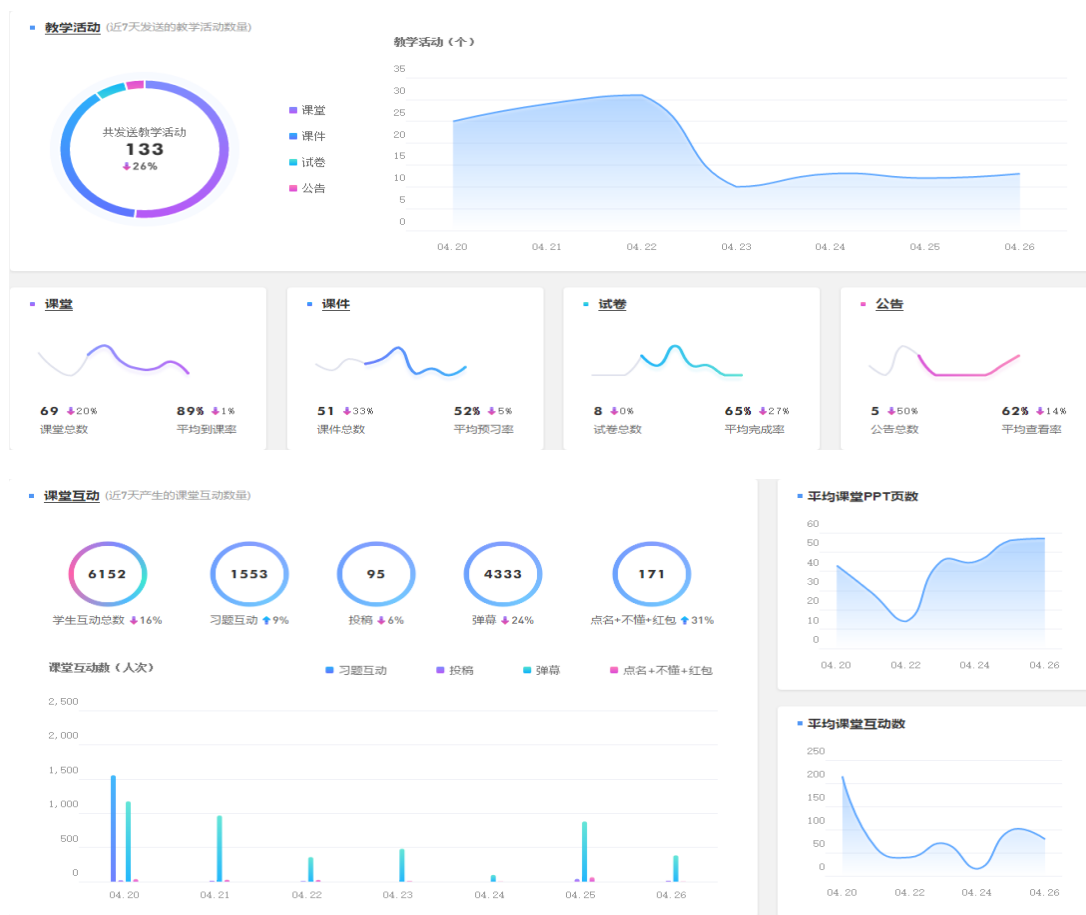 教学活动 (近7天发送的教学活动数量)
教学活动（个）
共发送教学活动
133
26%
课堂
课件
试卷
公告
35
30
25
20
15
10
5
0
04.20 04.21 04.22 04.23 04.24 04.25 04.26
课堂
69 20%
课堂总数
89% 1%
平均到课率
课件
51 33%
课件总数
52% 5%
平均预习率
试卷
8 0%
试卷总数
65% 27%
平均完成率
公告
5 50%
公告总数
62% 14%
平均查看率
课堂互动 (近7天产生的课堂互动数量)
6152
学生互动总数 16%
1553
习题互动 9%
95
投稿 6%
4333
弹幕 24%
171
点名+不懂+红包 31%
课堂互动数（人次）
习题互动 投稿 弹幕 点名+不懂+红包
2,500
2,000
1,500
1,000
500
0
04.20 04.21 04.22 04.23 04.24 04.25 04.26
平均课堂PPT页数
60
50
40
30
20
10
0
04.20 04.22 04.24 04.26
平均课堂互动数
250
200
150
100
50
0
04.20 04.22 04.24 04.26